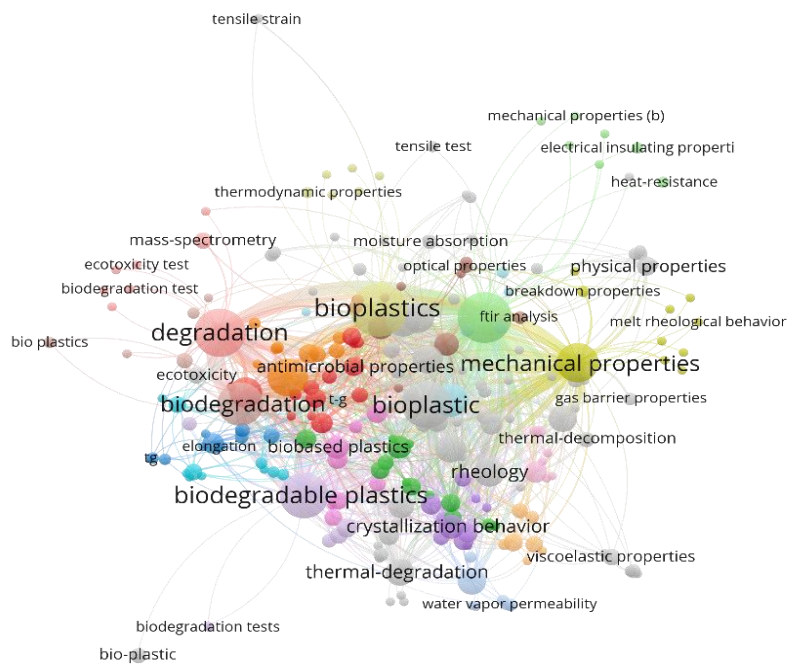 tensile strain
mechanical properties (b)
tensile test
electrical insulating properti
heat-resistance
thermodynamic properties
mass-spectrometry
moisture absorption
ecotoxicity test
optical properties
physical properties
biodegradation test
breakdown properties
bioplastics
ftir analysis
melt rheological behavior
degradation
bio plastics
antimicrobial properties
mechanical properties
ecotoxicity
biodegradation
t-g
bioplastic
gas barrier properties
thermal-decomposition
elongation
biobased plastics
tg
rheology
biodegradable plastics
crystallization behavior
viscoelastic properties
thermal-degradation
water vapor permeability
biodegradation tests
bio-plastic